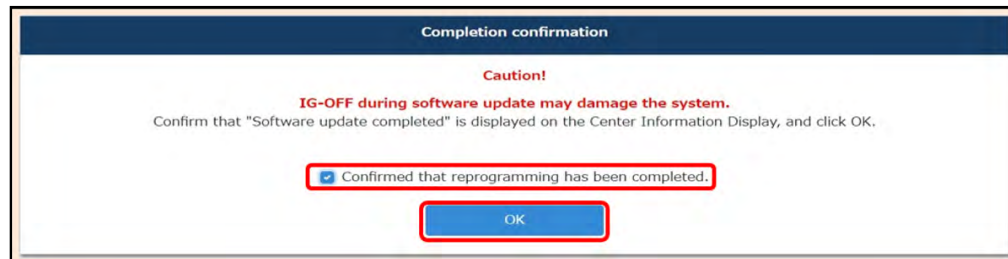 Completion confirmation
Caution!
IG-OFF during software update may damage the system.
Confirm that "Software update completed" is displayed on the Center Information Display, and click OK.
Confirmed that reprogramming has been completed.
OK